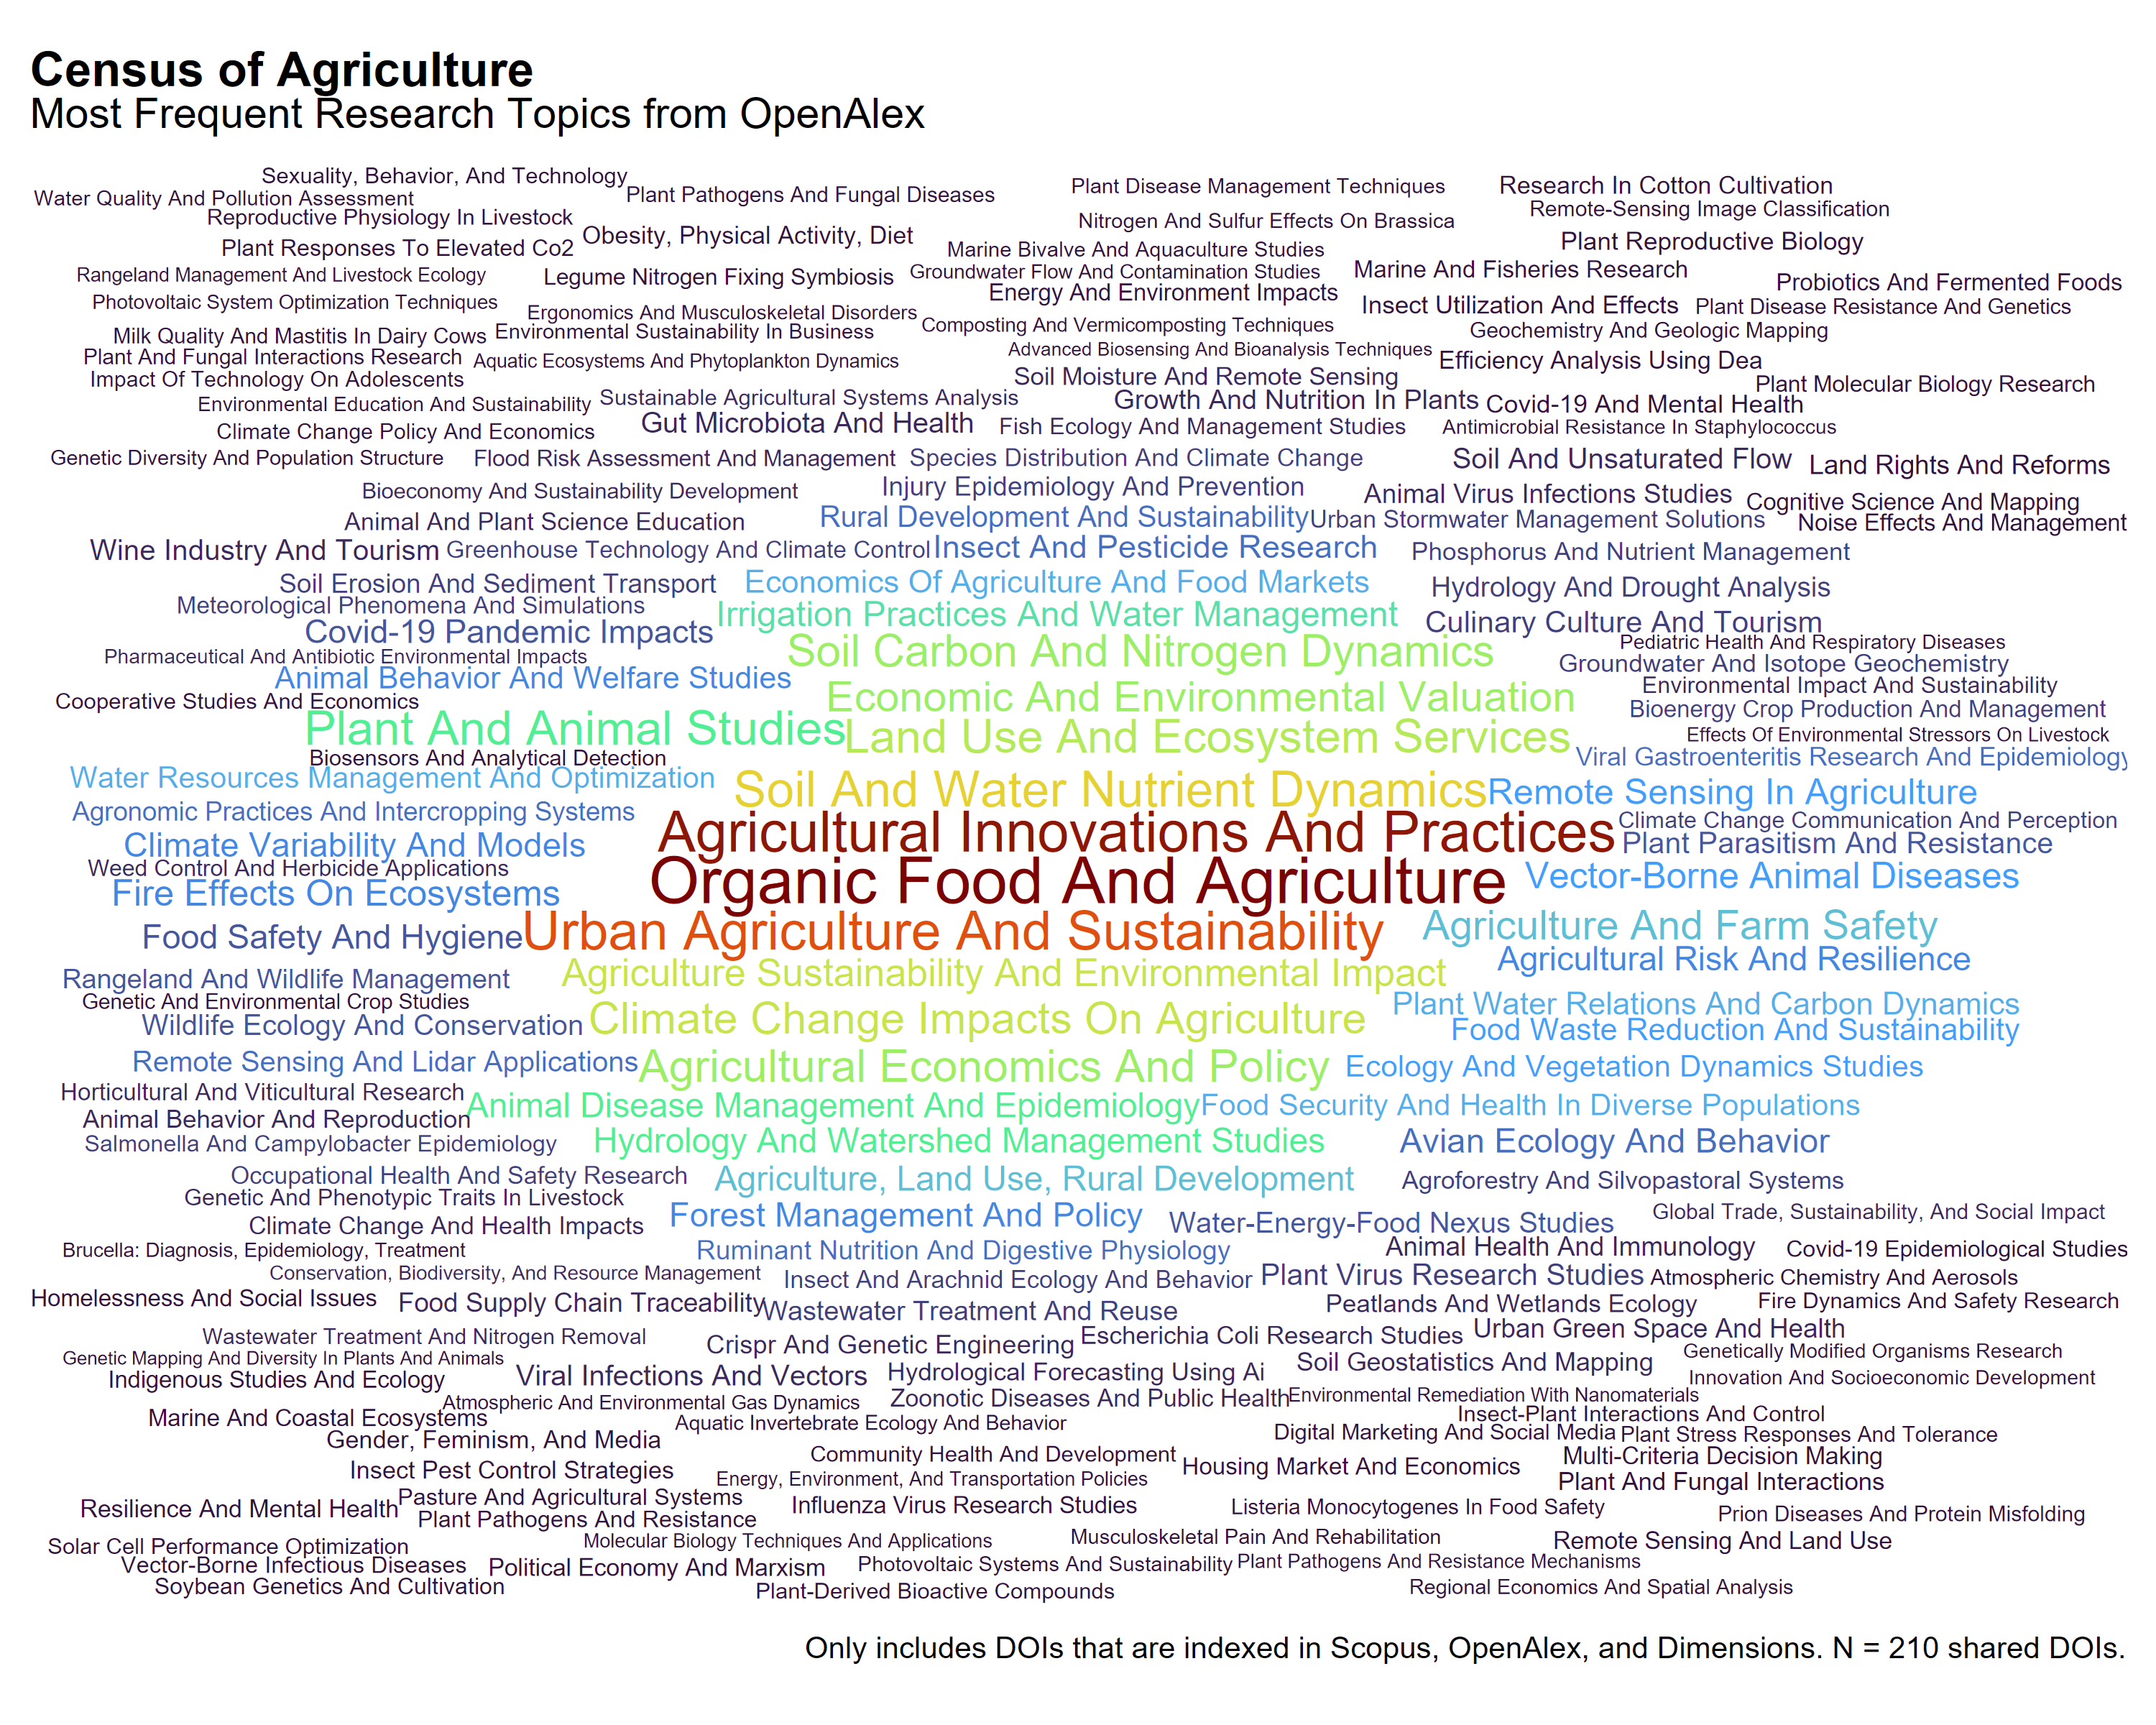 Census of Agriculture
Most Frequent Research Topics from OpenAlex
Sexuality, Behavior, And Technology
Water Quality And Pollution Assessment
Plant Pathogens And Fungal Diseases
Plant Disease Management Techniques
Research In Cotton Cultivation
Reproductive Physiology In Livestock
Nitrogen And Sulfur Effects On Brassica
Remote-Sensing Image Classification
Plant Responses To Elevated Co2
Obesity, Physical Activity, Diet
Marine Bivalve And Aquaculture Studies
Plant Reproductive Biology
Rangeland Management And Livestock Ecology
Legume Nitrogen Fixing Symbiosis
Groundwater Flow And Contamination Studies
Marine And Fisheries Research
Probiotics And Fermented Foods
Photovoltaic System Optimization Techniques
Energy And Environment Impacts
Insect Utilization And Effects
Plant Disease Resistance And Genetics
Ergonomics And Musculoskeletal Disorders
Milk Quality And Mastitis In Dairy Cows
Environmental Sustainability In Business
Composting And Vermicomposting Techniques
Geochemistry And Geologic Mapping
Plant And Fungal Interactions Research
Aquatic Ecosystems And Phytoplankton Dynamics
Advanced Biosensing And Bioanalysis Techniques
Efficiency Analysis Using Dea
Impact Of Technology On Adolescents
Soil Moisture And Remote Sensing
Plant Molecular Biology Research
Environmental Education And Sustainability
Sustainable Agricultural Systems Analysis
Growth And Nutrition In Plants
Covid-19 And Mental Health
Climate Change Policy And Economics
Gut Microbiota And Health
Fish Ecology And Management Studies
Antimicrobial Resistance In Staphylococcus
Genetic Diversity And Population Structure
Flood Risk Assessment And Management
Species Distribution And Climate Change
Soil And Unsaturated Flow
Land Rights And Reforms
Bioeconomy And Sustainability Development
Injury Epidemiology And Prevention
Animal Virus Infections Studies
Cognitive Science And Mapping
Animal And Plant Science Education
Rural Development And Sustainability
Urban Stormwater Management Solutions
Noise Effects And Management
Wine Industry And Tourism
Greenhouse Technology And Climate Control
Insect And Pesticide Research
Phosphorus And Nutrient Management
Soil Erosion And Sediment Transport
Economics Of Agriculture And Food Markets
Hydrology And Drought Analysis
Meteorological Phenomena And Simulations
Irrigation Practices And Water Management
Culinary Culture And Tourism
Covid-19 Pandemic Impacts
Soil Carbon And Nitrogen Dynamics
Pediatric Health And Respiratory Diseases
Pharmaceutical And Antibiotic Environmental Impacts
Groundwater And Isotope Geochemistry
Animal Behavior And Welfare Studies
Economic And Environmental Valuation
Environmental Impact And Sustainability
Cooperative Studies And Economics
Bioenergy Crop Production And Management
Plant And Animal Studies
Land Use And Ecosystem Services
Effects Of Environmental Stressors On Livestock
Biosensors And Analytical Detection
Viral Gastroenteritis Research And Epidemiology
Water Resources Management And Optimization
Soil And Water Nutrient Dynamics
Remote Sensing In Agriculture
Agronomic Practices And Intercropping Systems
Agricultural Innovations And Practices
Climate Change Communication And Perception
Climate Variability And Models
Plant Parasitism And Resistance
Weed Control And Herbicide Applications
Organic Food And Agriculture
Vector-Borne Animal Diseases
Fire Effects On Ecosystems
Food Safety And Hygiene
Urban Agriculture And Sustainability
Agriculture And Farm Safety
Rangeland And Wildlife Management
Agriculture Sustainability And Environmental Impact
Agricultural Risk And Resilience
Genetic And Environmental Crop Studies
Plant Water Relations And Carbon Dynamics
Wildlife Ecology And Conservation
Climate Change Impacts On Agriculture
Food Waste Reduction And Sustainability
Remote Sensing And Lidar Applications
Agricultural Economics And Policy
Ecology And Vegetation Dynamics Studies
Horticultural And Viticultural Research
Animal Disease Management And Epidemiology
Food Security And Health In Diverse Populations
Animal Behavior And Reproduction
Salmonella And Campylobacter Epidemiology
Hydrology And Watershed Management Studies
Avian Ecology And Behavior
Occupational Health And Safety Research
Agriculture, Land Use, Rural Development
Agroforestry And Silvopastoral Systems
Genetic And Phenotypic Traits In Livestock
Climate Change And Health Impacts
Forest Management And Policy
Water-Energy-Food Nexus Studies
Global Trade, Sustainability, And Social Impact
Brucella: Diagnosis, Epidemiology, Treatment
Ruminant Nutrition And Digestive Physiology
Animal Health And Immunology
Covid-19 Epidemiological Studies
Conservation, Biodiversity, And Resource Management
Insect And Arachnid Ecology And Behavior
Plant Virus Research Studies
Atmospheric Chemistry And Aerosols
Homelessness And Social Issues
Food Supply Chain Traceability
Wastewater Treatment And Reuse
Peatlands And Wetlands Ecology
Fire Dynamics And Safety Research
Wastewater Treatment And Nitrogen Removal
Crispr And Genetic Engineering
Escherichia Coli Research Studies
Urban Green Space And Health
Genetic Mapping And Diversity In Plants And Animals
Viral Infections And Vectors
Hydrological Forecasting Using Ai
Soil Geostatistics And Mapping
Genetically Modified Organisms Research
Indigenous Studies And Ecology
Innovation And Socioeconomic Development
Atmospheric And Environmental Gas Dynamics
Zoonotic Diseases And Public Health
Environmental Remediation With Nanomaterials
Marine And Coastal Ecosystems
Aquatic Invertebrate Ecology And Behavior
Insect-Plant Interactions And Control
Gender, Feminism, And Media
Digital Marketing And Social Media
Plant Stress Responses And Tolerance
Community Health And Development
Multi-Criteria Decision Making
Insect Pest Control Strategies
Energy, Environment, And Transportation Policies
Housing Market And Economics
Plant And Fungal Interactions
Resilience And Mental Health
Pasture And Agricultural Systems
Influenza Virus Research Studies
Listeria Monocytogenes In Food Safety
Prion Diseases And Protein Misfolding
Plant Pathogens And Resistance
Solar Cell Performance Optimization
Molecular Biology Techniques And Applications
Musculoskeletal Pain And Rehabilitation
Remote Sensing And Land Use
Vector-Borne Infectious Diseases
Political Economy And Marxism
Photovoltaic Systems And Sustainability
Plant Pathogens And Resistance Mechanisms
Soybean Genetics And Cultivation
Plant-Derived Bioactive Compounds
Regional Economics And Spatial Analysis
Only includes DOIs that are indexed in Scopus, OpenAlex, and Dimensions. N = 210 shared DOIs.